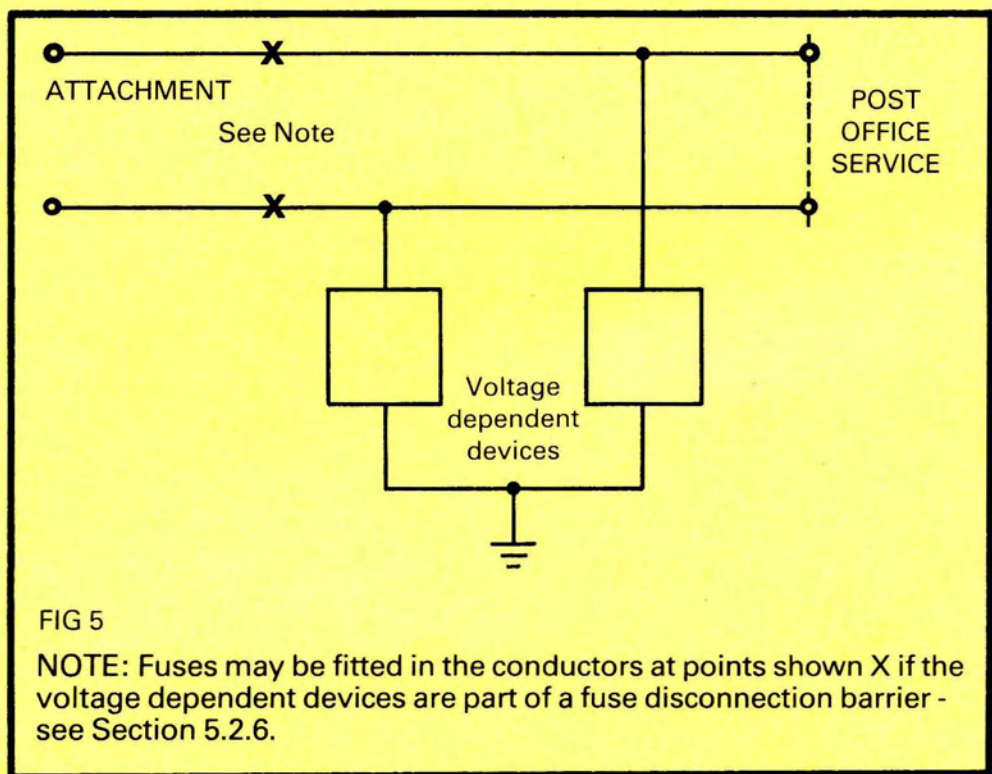 X
ATTACHMENT
See Note
X
POST
OFFICE
SERVICE
Voltage
dependent
devices
FIG 5
NOTE: Fuses may be fitted in the conductors at points shown X if the
voltage dependent devices are part of a fuse disconnection barrier -
see Section 5.2.6.